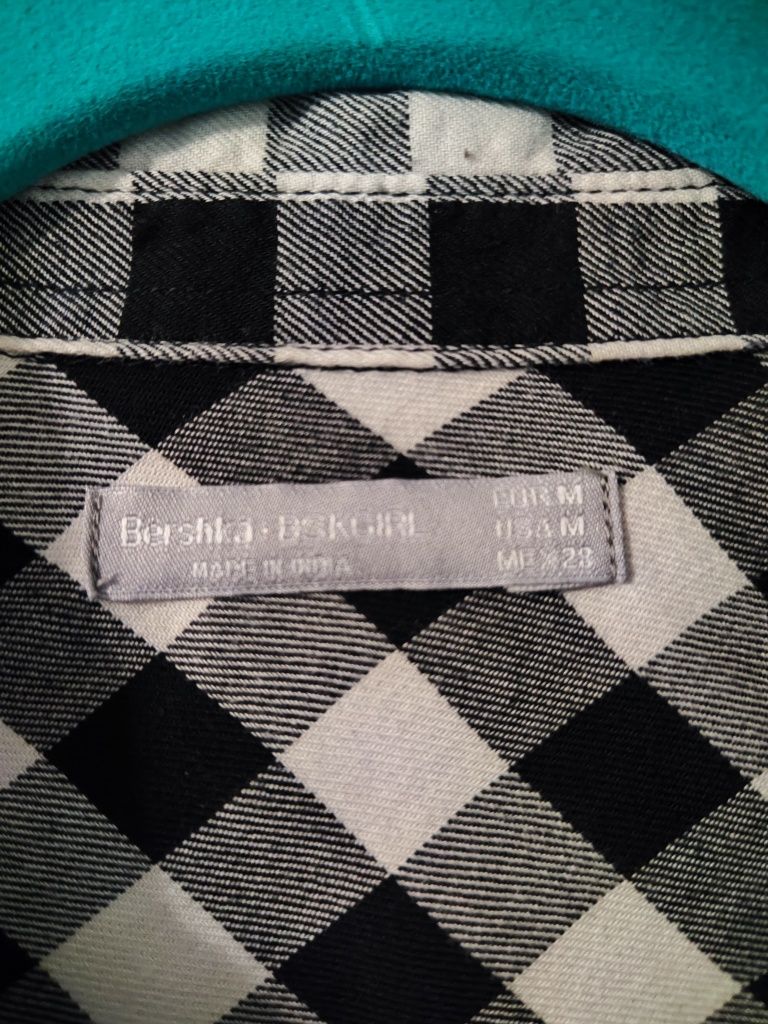 Bershka · BSKGIRL
MADE IN INDIA
EUR M
USA M
MEX 28